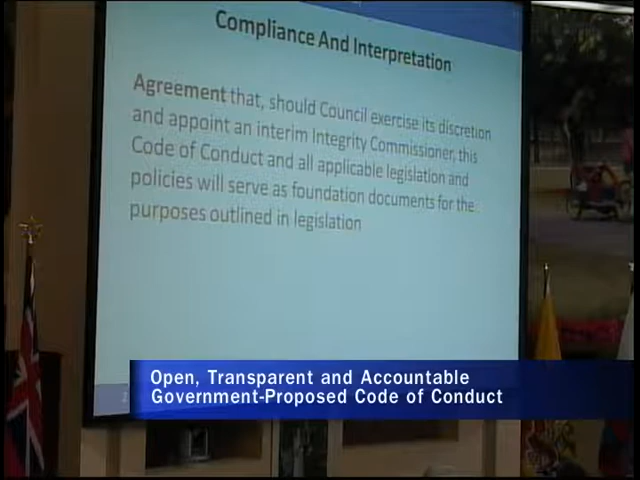 Compliance And Interpretation
Agreement that, should Council exercise its discretion
and appoint an interim Integrity Commissioner, this
Code of Conduct and all applicable legislation and
policies will serve as foundation documents for the
purposes outlined in legislation
Open, Transparent and Accountable
Government-Proposed Code of Conduct